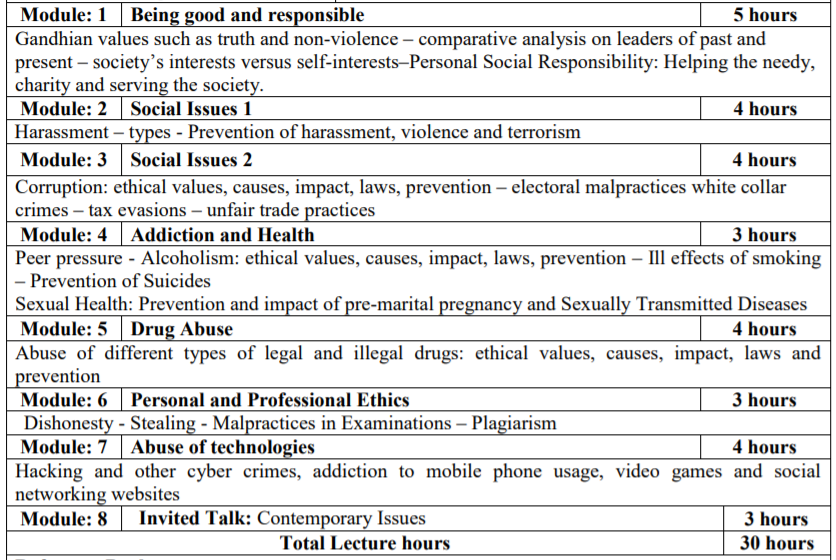 Module: 1 Being good and responsible 5 hours
Gandhian values such as truth and non-violence – comparative analysis on leaders of past and
present – society's interests versus self-interests–Personal Social Responsibility: Helping the needy,
charity and serving the society.
Module: 2 Social Issues 1 4 hours
Harassment – types - Prevention of harassment, violence and terrorism
Module: 3 Social Issues 2 4 hours
Corruption: ethical values, causes, impact, laws, prevention – electoral malpractices white collar
crimes – tax evasions – unfair trade practices
Module: 4 Addiction and Health 3 hours
Peer pressure - Alcoholism: ethical values, causes, impact, laws, prevention – Ill effects of smoking
– Prevention of Suicides
Sexual Health: Prevention and impact of pre-marital pregnancy and Sexually Transmitted Diseases
Module: 5 Drug Abuse 4 hours
Abuse of different types of legal and illegal drugs: ethical values, causes, impact, laws and
prevention
Module: 6 Personal and Professional Ethics 3 hours
Dishonesty - Stealing - Malpractices in Examinations – Plagiarism
Module: 7 Abuse of technologies 4 hours
Hacking and other cyber crimes, addiction to mobile phone usage, video games and social
networking websites
Module: 8 Invited Talk: Contemporary Issues 3 hours
Total Lecture hours 30 hours